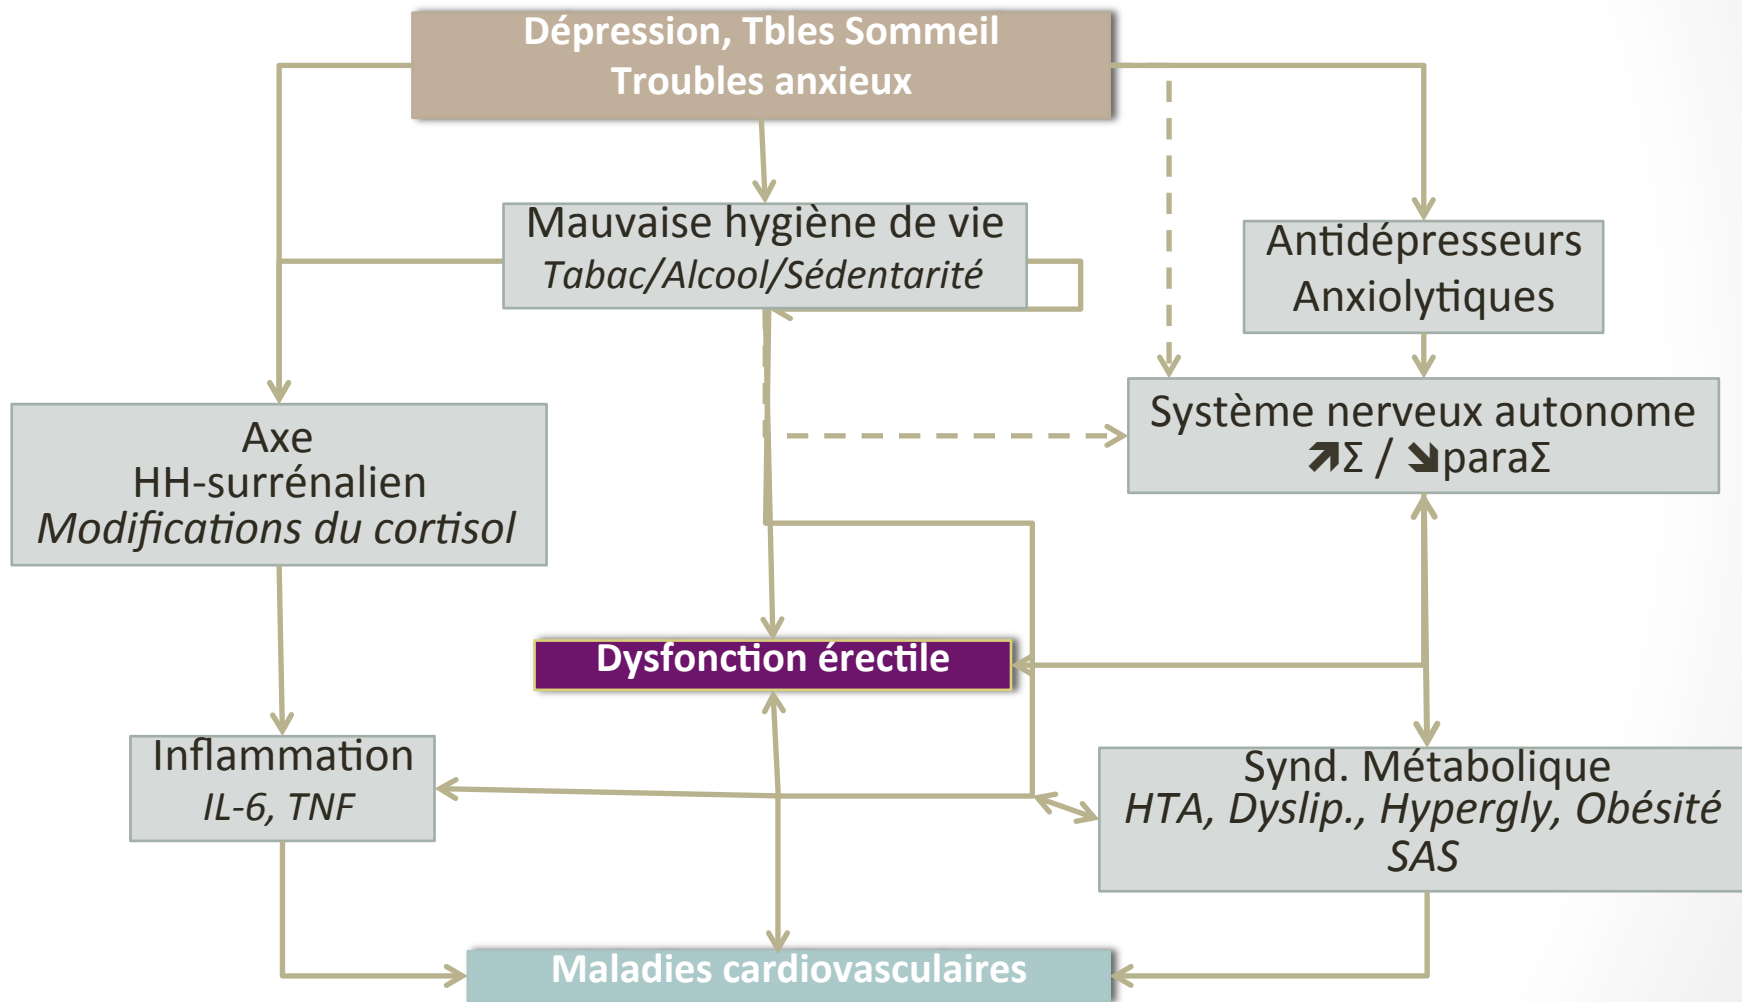 Dépression, Tbles Sommeil
Troubles anxieux
Mauvaise hygiène de vie
Tabac/Alcool/Sédentarité
Antidépresseurs
Anxiolytiques
Axe
HH-surrénalien
Modifications du cortisol
Système nerveux autonome
🡽Σ / 🡾paraΣ
Dysfonction érectile
Inflammation
IL-6, TNF
Synd. Métabolique
HTA, Dyslip., Hypergly, Obésité
SAS
Maladies cardiovasculaires